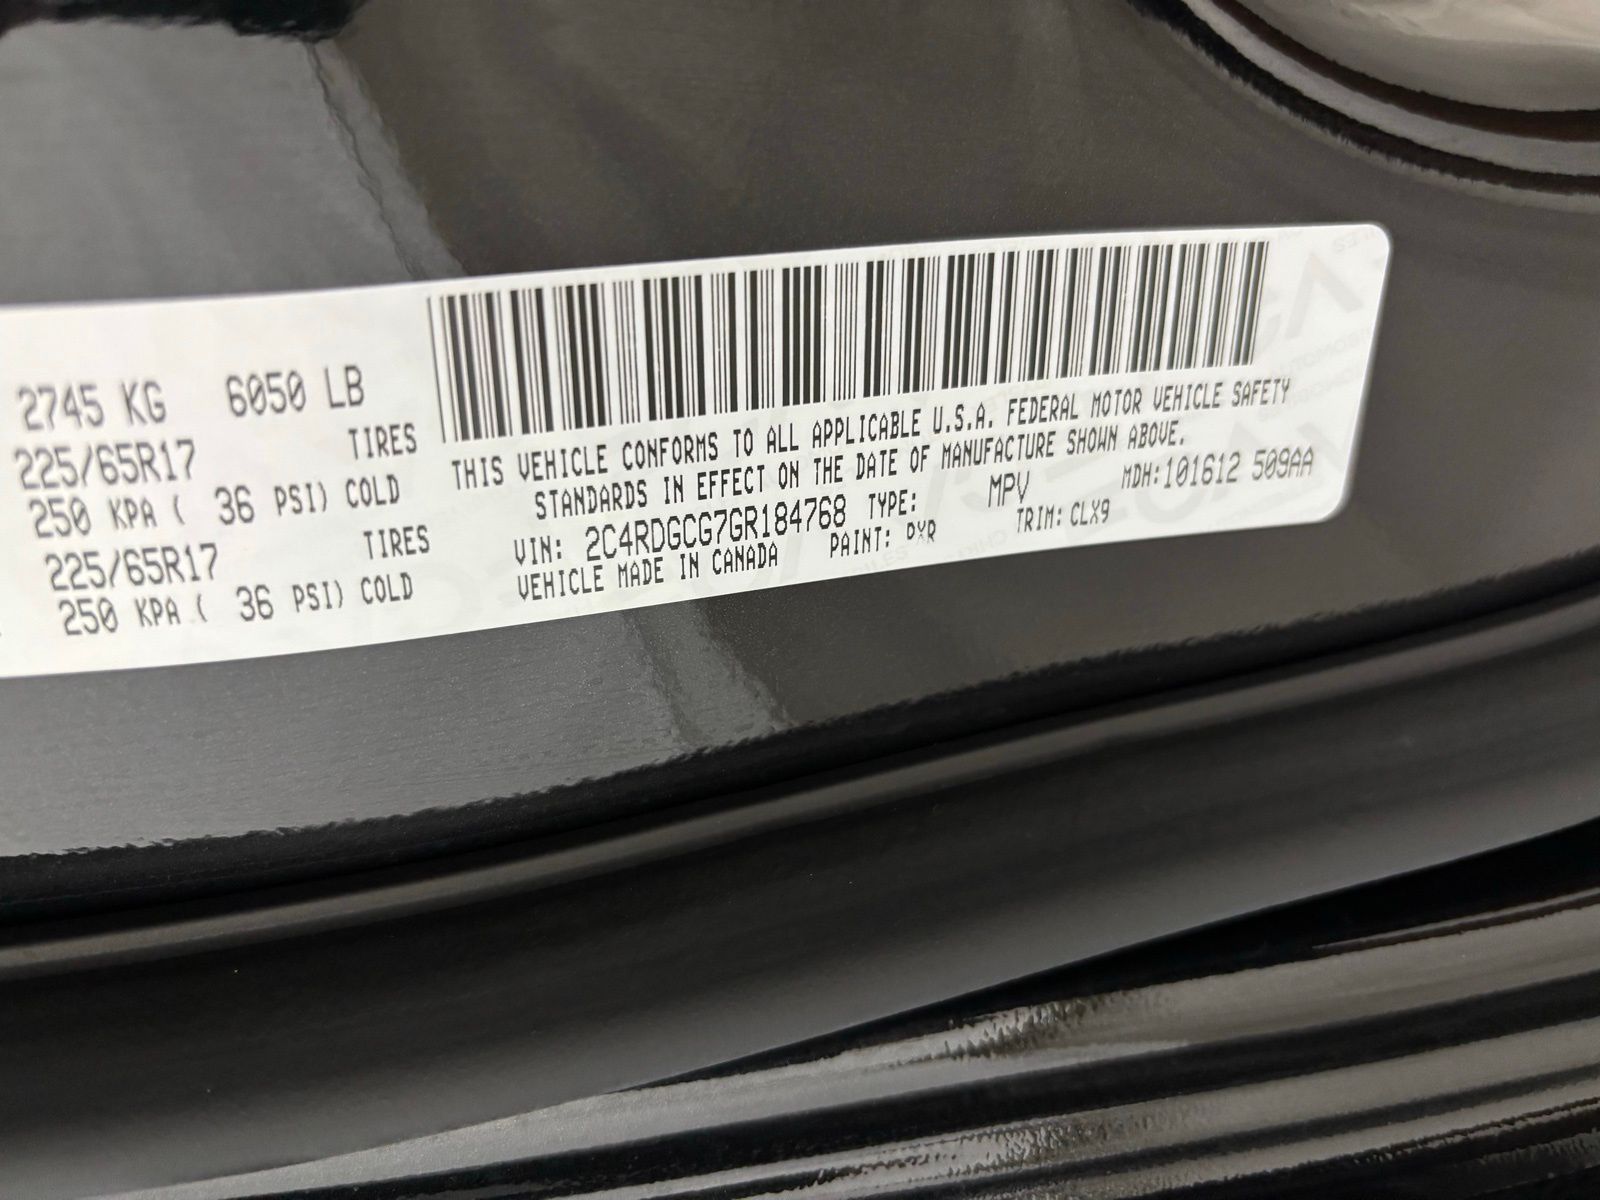 2745 KG 6050 LB
225/65R17 TIRES
250 KPA ( 36 PSI) COLD
225/65R17 TIRES
250 KPA ( 36 PSI) COLD
THIS VEHICLE CONFORMS TO ALL APPLICABLE U.S.A. FEDERAL MOTOR VEHICLE SAFETY
STANDARDS IN EFFECT ON THE DATE OF MANUFACTURE SHOWN ABOVE.
MDH:101612 509AA
VIN: 2C4RDGCG7GR184768 TYPE: MPV
VEHICLE MADE IN CANADA PAINT: PXR TRIM: CLX9